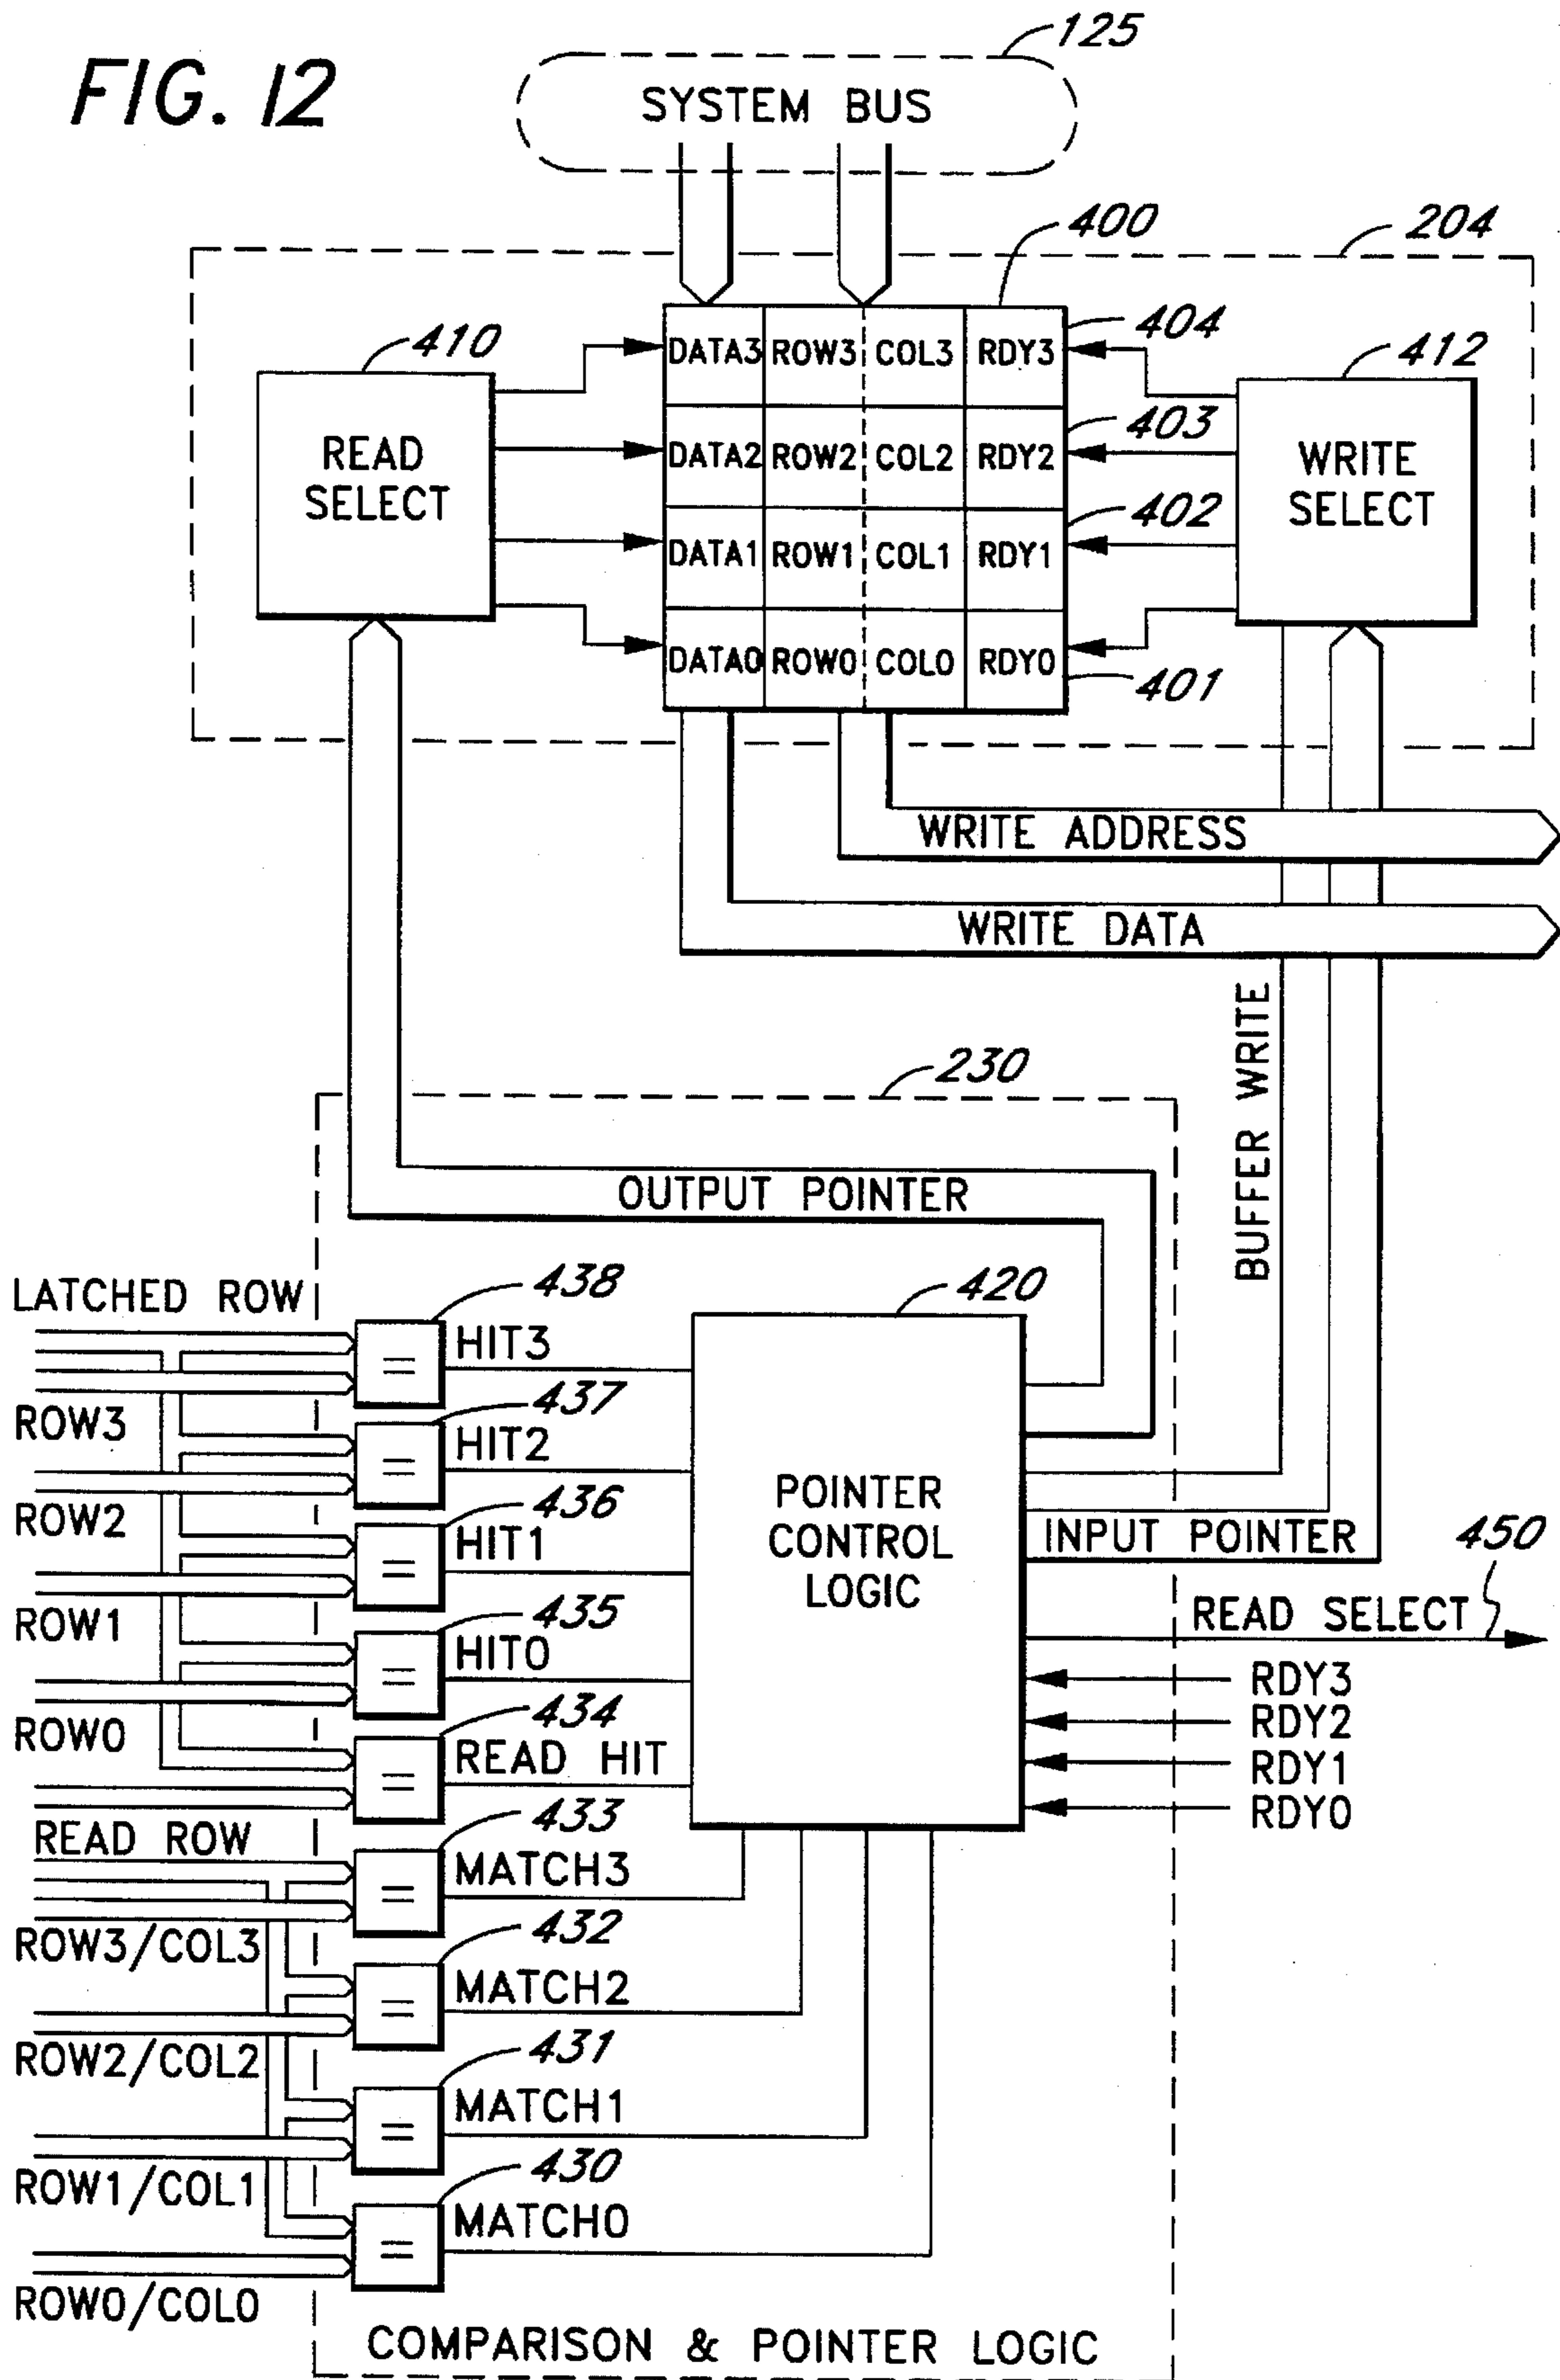 FIG. 12
125
SYSTEM BUS
400
204
410
404
412
DATA3 ROW3 COL3 RDY3
403
READ
SELECT
DATA2 ROW2 COL2 RDY2
WRITE
SELECT
402
DATA1 ROW1 COL1 RDY1
DATA0 ROW0 COL0 RDY0
401
WRITE ADDRESS
WRITE DATA
BUFFER WRITE
230
OUTPUT POINTER
LATCHED ROW
438
420
HIT3
ROW3
437
HIT2
ROW2
436
HIT1
POINTER
CONTROL
LOGIC
INPUT POINTER
450
ROW1
435
HIT0
READ SELECT
RDY3
RDY2
RDY1
RDY0
ROW0
434
READ HIT
READ ROW
433
MATCH3
ROW3/COL3
432
MATCH2
ROW2/COL2
431
MATCH1
ROW1/COL1
430
MATCH0
ROW0/COL0
COMPARISON & POINTER LOGIC
=
=
=
=
=
=
=
=
=